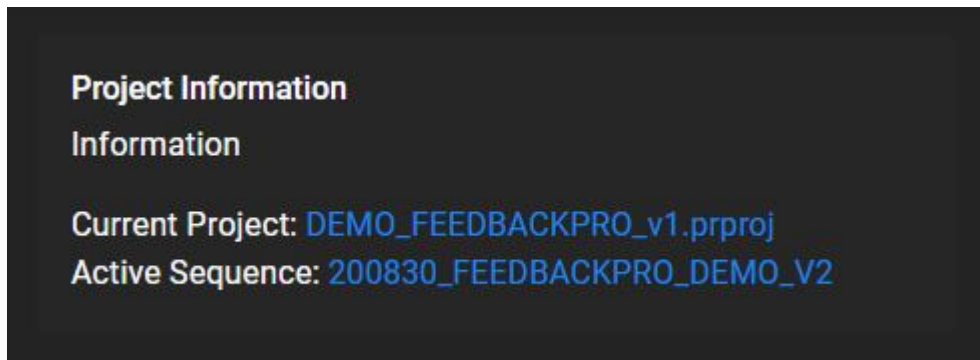 Project Information
Information
Current Project: DEMO_FEEDBACKPRO_v1.prproj
Active Sequence: 200830_FEEDBACKPRO_DEMO_V2